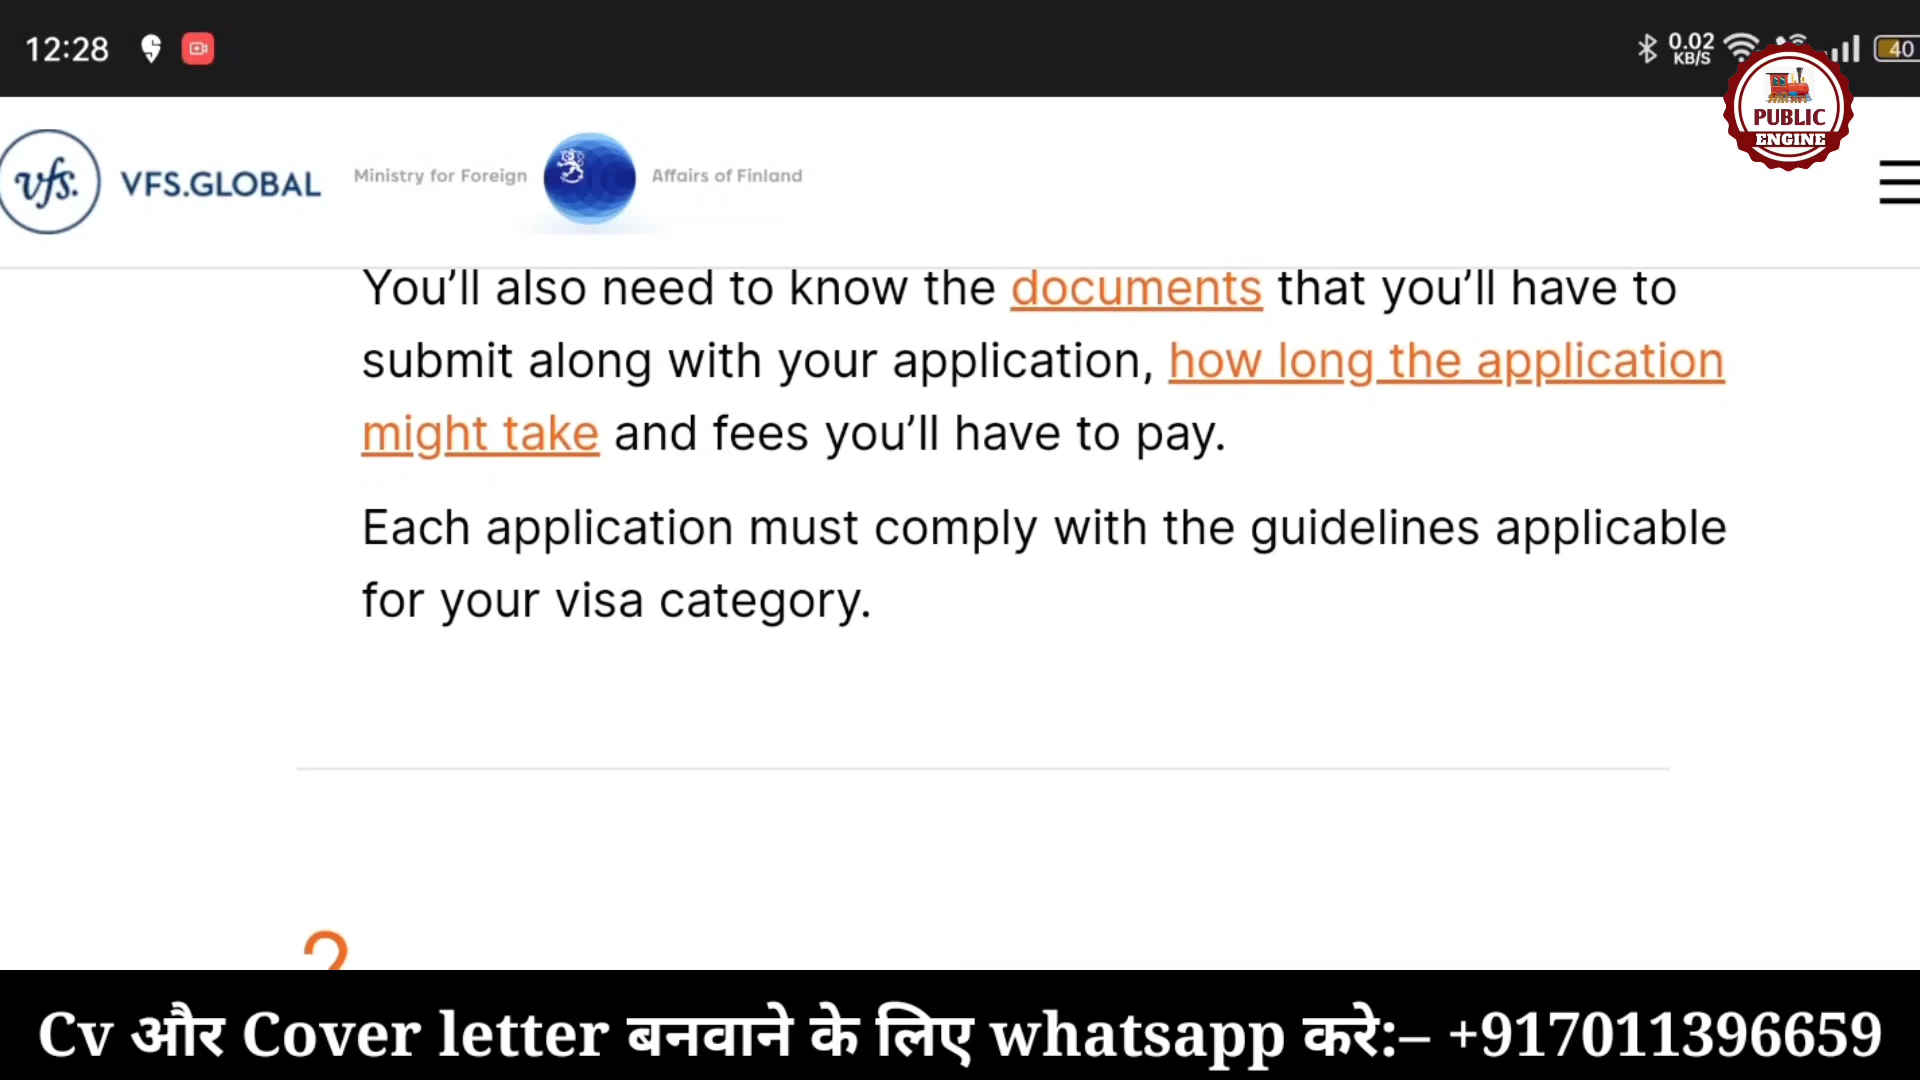 12:28
0.02
KB/S
40
PUBLIC
ENGINE
vfs. VFS.GLOBAL Ministry for Foreign Affairs of Finland
You’ll also need to know the documents that you’ll have to
submit along with your application, how long the application
might take and fees you’ll have to pay.
Each application must comply with the guidelines applicable
for your visa category.
Cv और Cover letter बनवाने के लिए whatsapp करे:– +917011396659